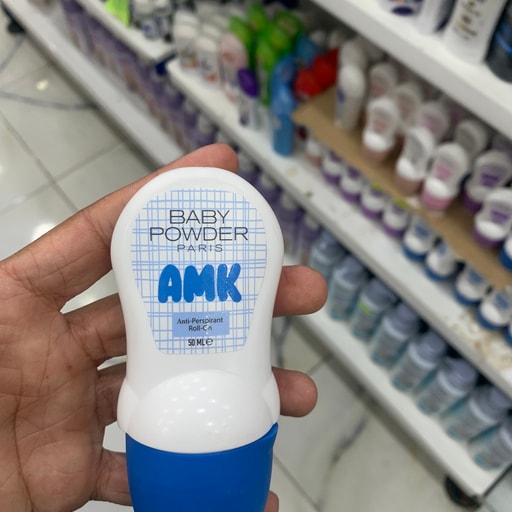 BABY
POWDER
PARIS
AMK
Anti-Perspirant
Roll-On
50 ML℮